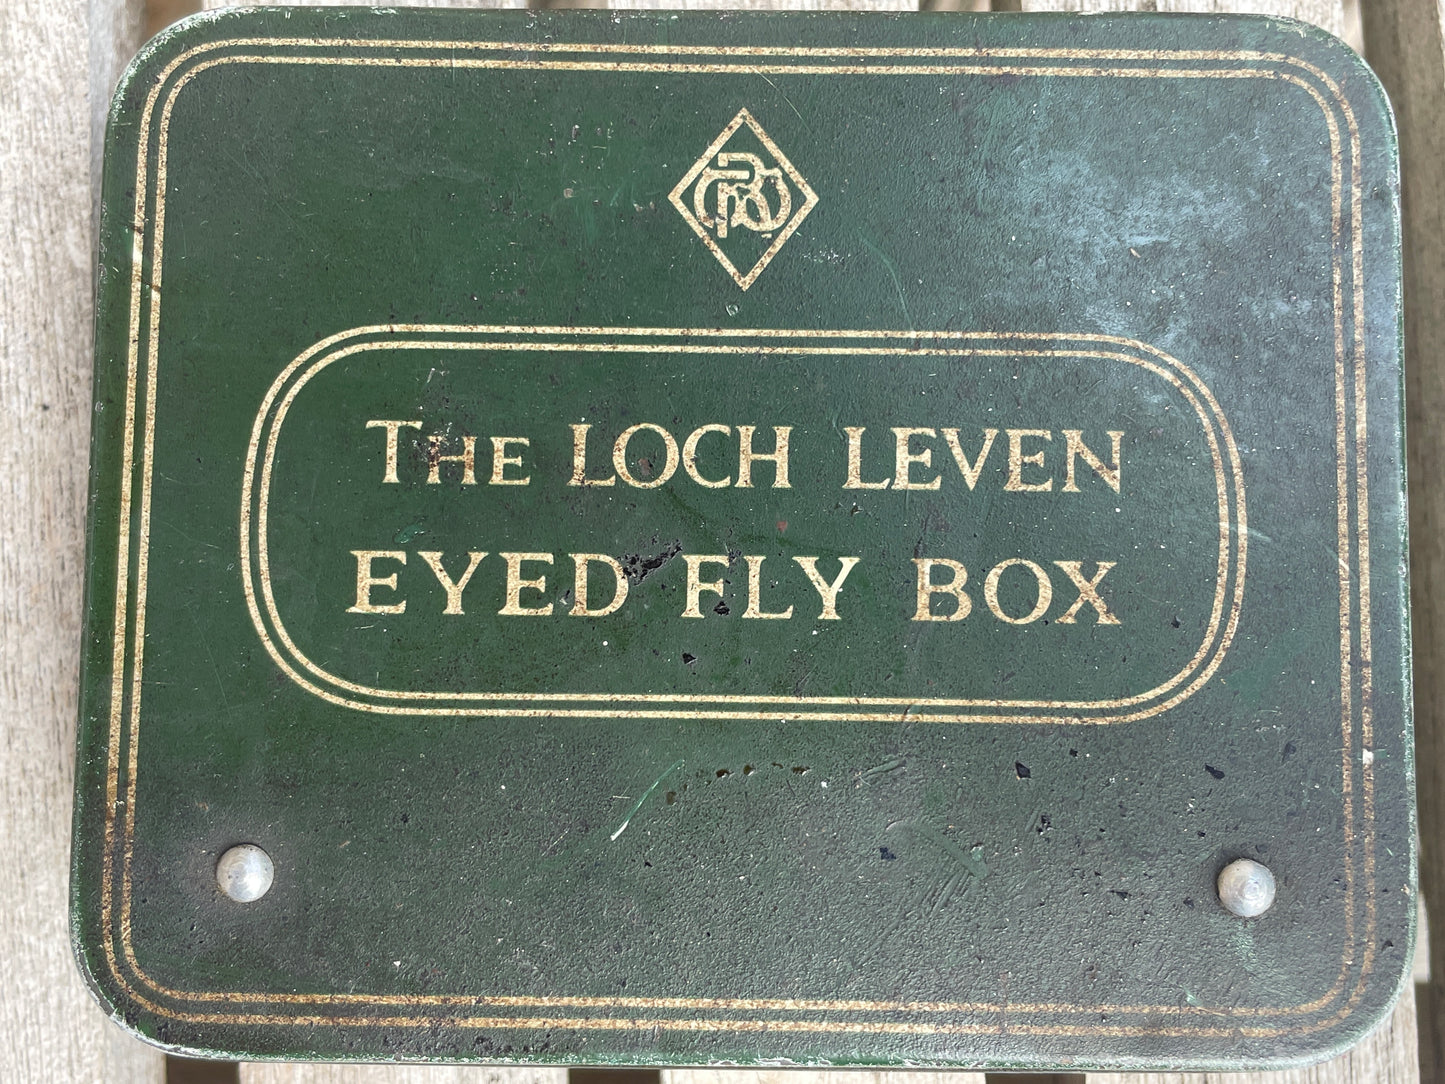 THE LOCH LEVEN
EYED FLY BOX